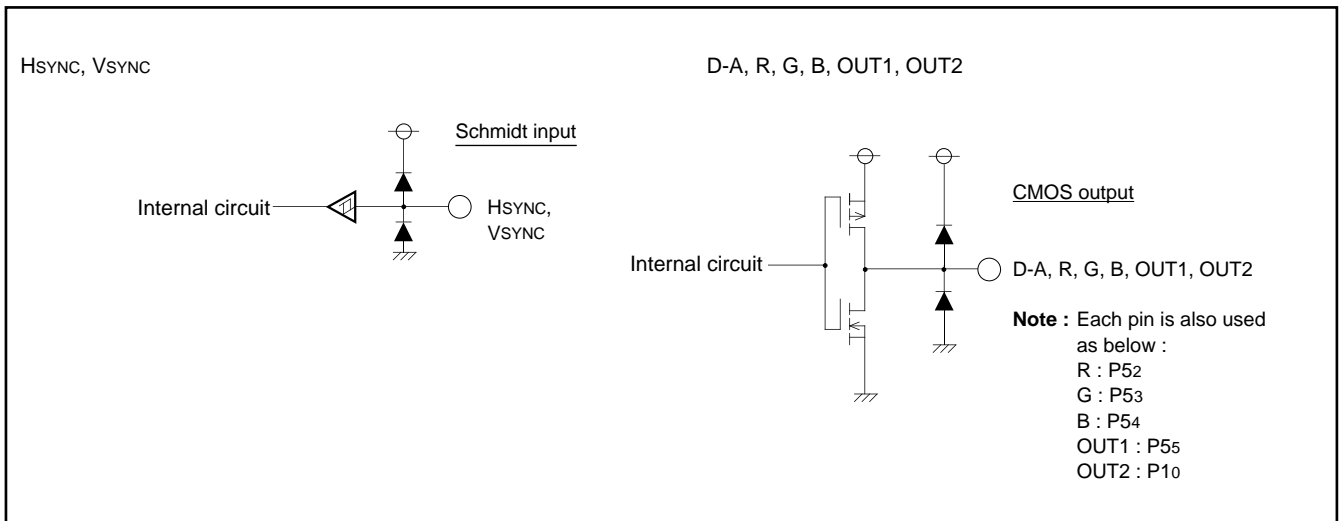 HSYNC, VSYNC
Schmidt input
Internal circuit
HSYNC,
VSYNC
D-A, R, G, B, OUT1, OUT2
CMOS output
Internal circuit
D-A, R, G, B, OUT1, OUT2
Note : Each pin is also used
as below :
R : P52
G : P53
B : P54
OUT1 : P55
OUT2 : P10